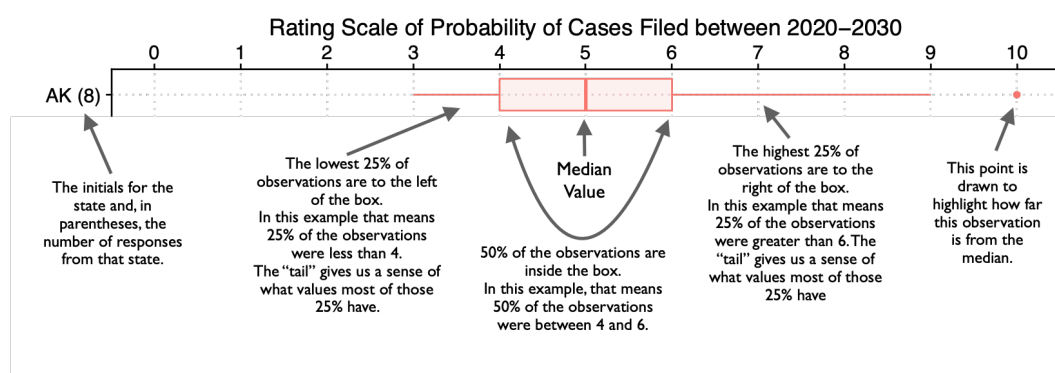 Rating Scale of Probability of Cases Filed between 2020–2030
0 1 2 3 4 5 6 7 8 9 10
AK (8)
The initials for the
state and, in
parentheses, the
number of responses
from that state.
The lowest 25% of
observations are to the left
of the box.
In this example that means
25% of the observations
were less than 4.
The “tail” gives us a sense of
what values most of those
25% have.
Median
Value
50% of the observations are
inside the box.
In this example, that means
50% of the observations
were between 4 and 6.
The highest 25% of
observations are to the
right of the box.
In this example that means
25% of the observations
were greater than 6. The
“tail” gives us a sense of
what values most of those
25% have
This point is
drawn to
highlight how far
this observation
is from the
median.